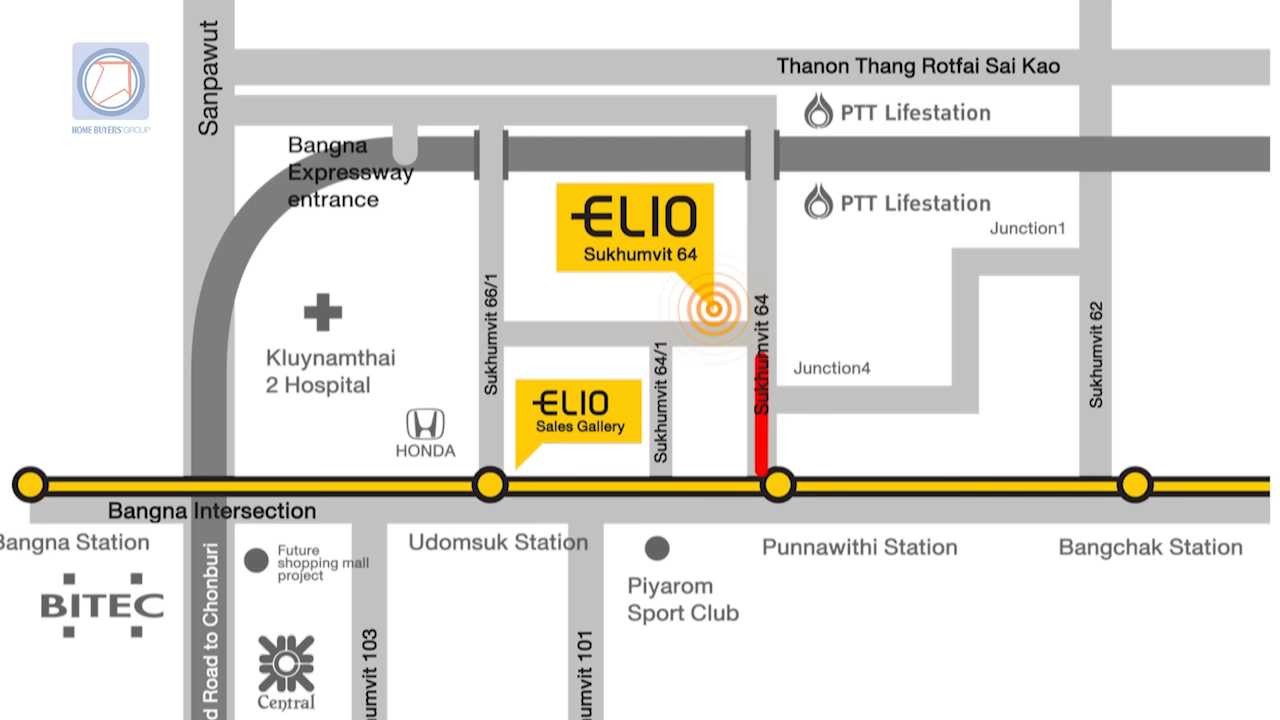 Sanpawut
HOME BUYERS' GROUP
Thanon Thang Rotfai Sai Kao
PTT Lifestation
Bangna
Expressway
entrance
ELIO
Sukhumvit 64
PTT Lifestation
Junction1
Sukhumvit 66/1
Sukhumvit 64
Sukhumvit 62
Kluynamthai
2 Hospital
Sukhumvit 64/1
Junction4
ELIO
Sales Gallery
HONDA
Bangna Intersection
Bangna Station
Udomsuk Station
Punnawithi Station
Bangchak Station
Future
shopping mall
project
BITEC
d Road to Chonburi
Piyarom
Sport Club
Central
umvit 103
umvit 101